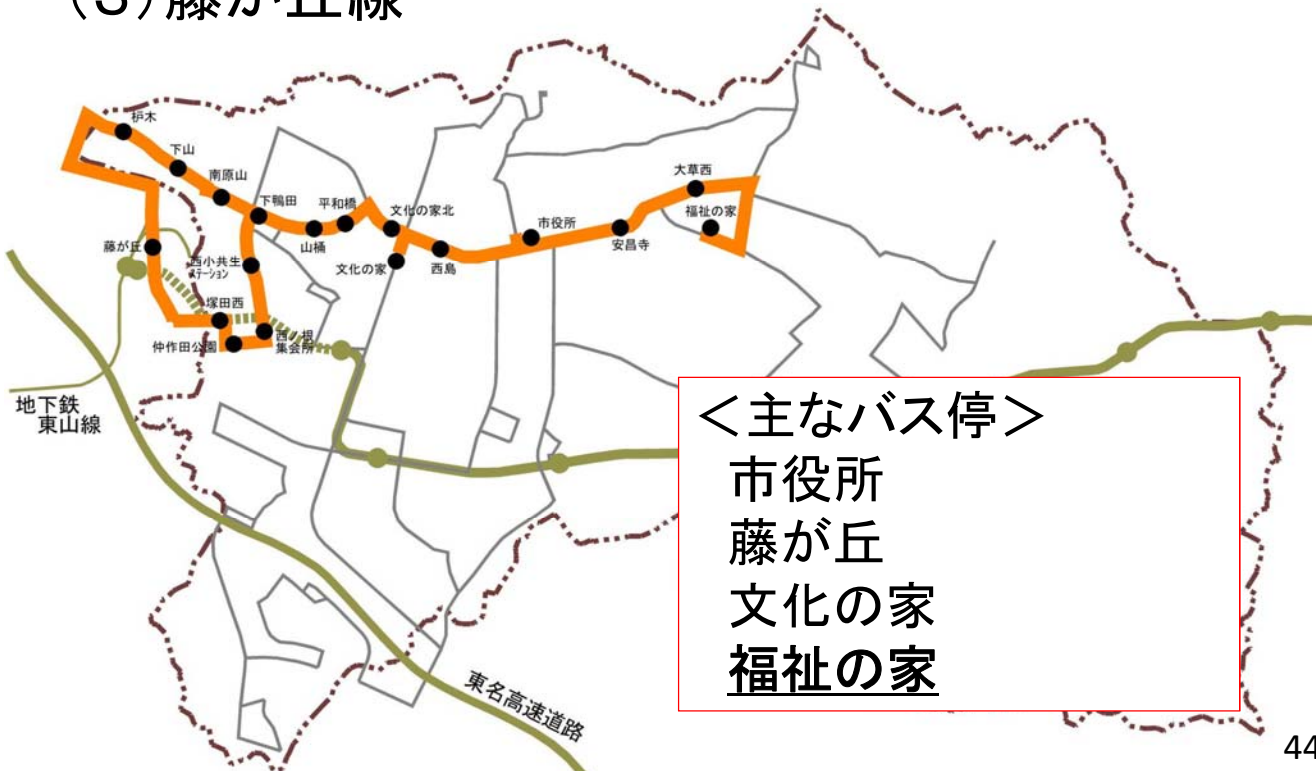 (3)藤が丘線
枦木
下山
南原山
下鴨田
平和橋
山桶
文化の家北
文化の家
西島
市役所
安昌寺
大草西
福祉の家
藤が丘
西小共生
ステーション
塚田西
仲作田公園
西ノ根
集会所
地下鉄
東山線
東名高速道路
＜主なバス停＞
市役所
藤が丘
文化の家
福祉の家
44